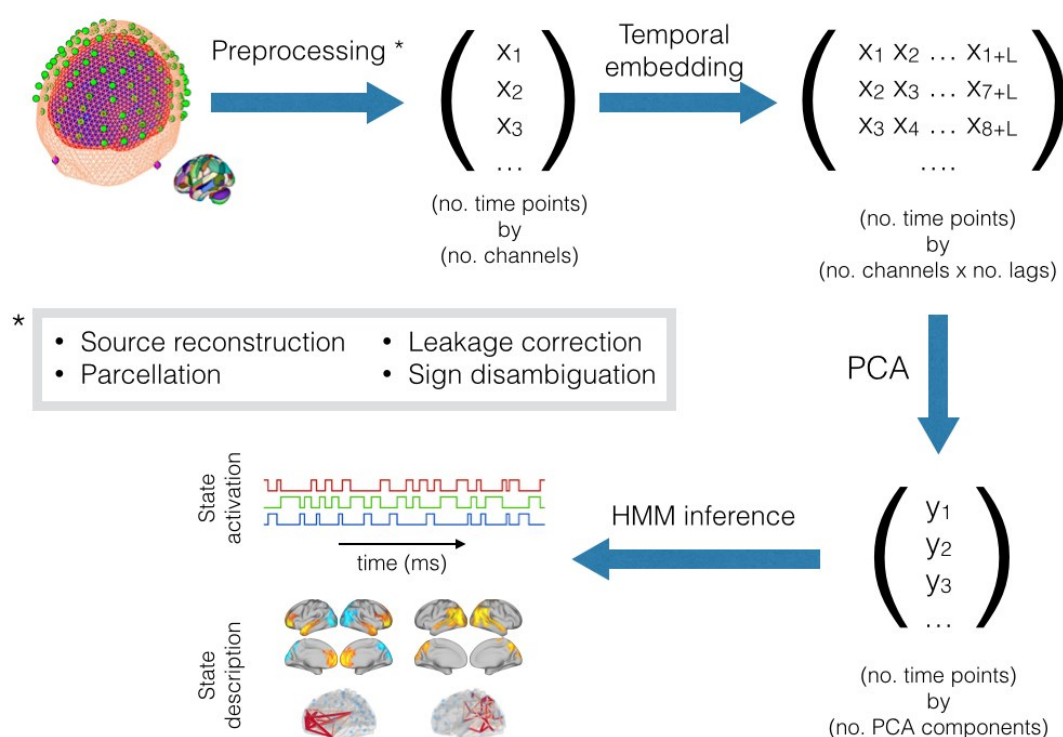 Preprocessing *
x1
x2
x3
...
(no. time points)
by
(no. channels)
Temporal
embedding
x1 x2 ... x1+L
x2 x3 ... x7+L
x3 x4 ... x8+L
....
(no. time points)
by
(no. channels x no. lags)
*
• Source reconstruction
• Parcellation
• Leakage correction
• Sign disambiguation
PCA
y1
y2
y3
...
(no. time points)
by
(no. PCA components)
HMM inference
State
activation
time (ms)
State
description